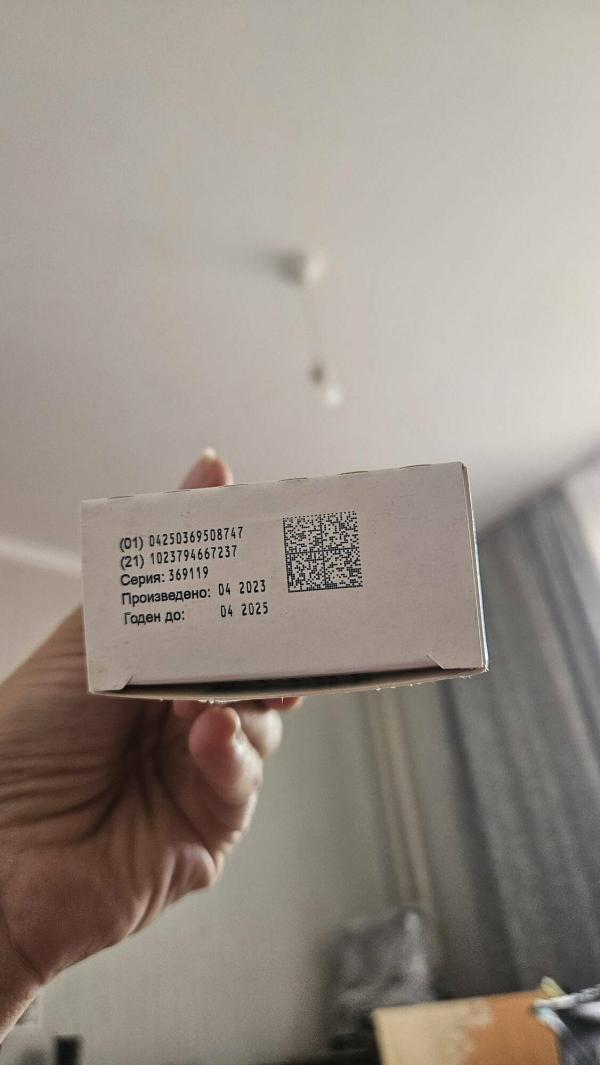 (01) 04250369508747
(21) 1023794667237
Серия: 369119
Произведено: 04 2023
Годен до: 04 2025